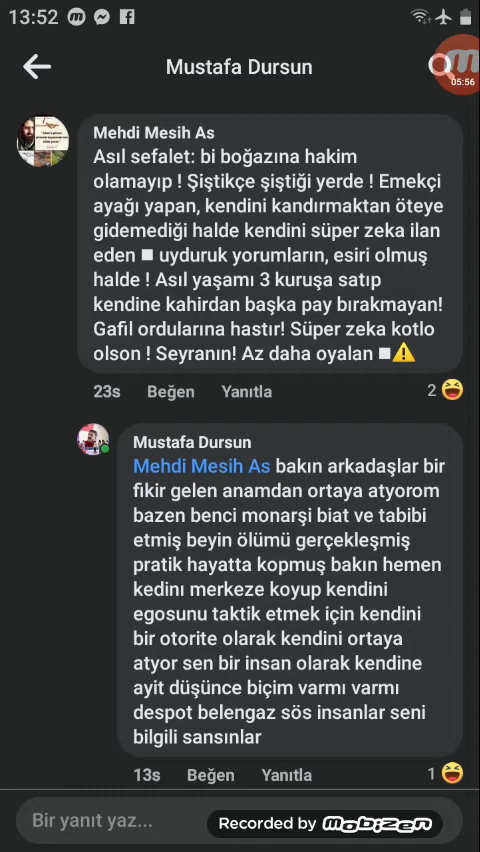 13:52
Mustafa Dursun
05:56
Mehdi Mesih As
Asıl sefalet: bi boğazına hakim
olamayıp ! Şiştikçe şiştiği yerde ! Emekçi
ayağı yapan, kendini kandırmaktan öteye
gidemediği halde kendini süper zeka ilan
eden ◽ uyduruk yorumların, esiri olmuş
halde ! Asıl yaşamı 3 kuruşa satıp
kendine kahirdan başka pay bırakmayan!
Gafil ordularına hastır! Süper zeka kotlo
olson ! Seyranın! Az daha oyalan ◽⚠️
23s Beğen Yanıtla 2
Mustafa Dursun
Mehdi Mesih As bakın arkadaşlar bir
fikir gelen anamdan ortaya atyorom
bazen benci monarşi biat ve tabibi
etmiş beyin ölümü gerçekleşmiş
pratik hayatta kopmuş bakın hemen
kedinı merkeze koyup kendini
egosunu taktik etmek için kendini
bir otorite olarak kendini ortaya
atyor sen bir insan olarak kendine
ayit düşünce biçim varmı varmı
despot belengaz sös insanlar seni
bilgili sansınlar
13s Beğen Yanıtla 1
Bir yanıt yaz...
Recorded by mobizen